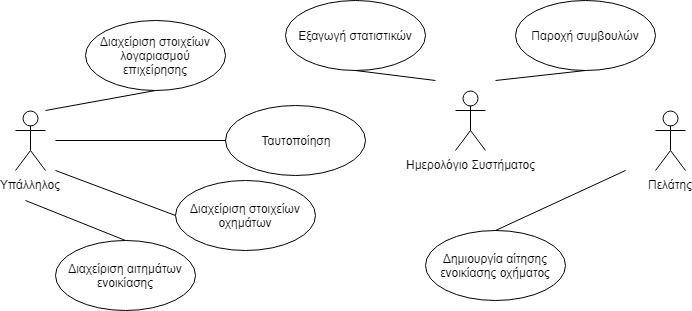 Διαχείριση στοιχείων
λογαριασμού
επιχείρησης
Εξαγωγή στατιστικών
Παροχή συμβουλών
Ταυτοποίηση
Υπάλληλος
Ημερολόγιο Συστήματος
Πελάτης
Διαχείριση στοιχείων
οχημάτων
Διαχείριση αιτημάτων
ενοικίασης
Δημιουργία αίτησης
ενοικίασης οχήματος